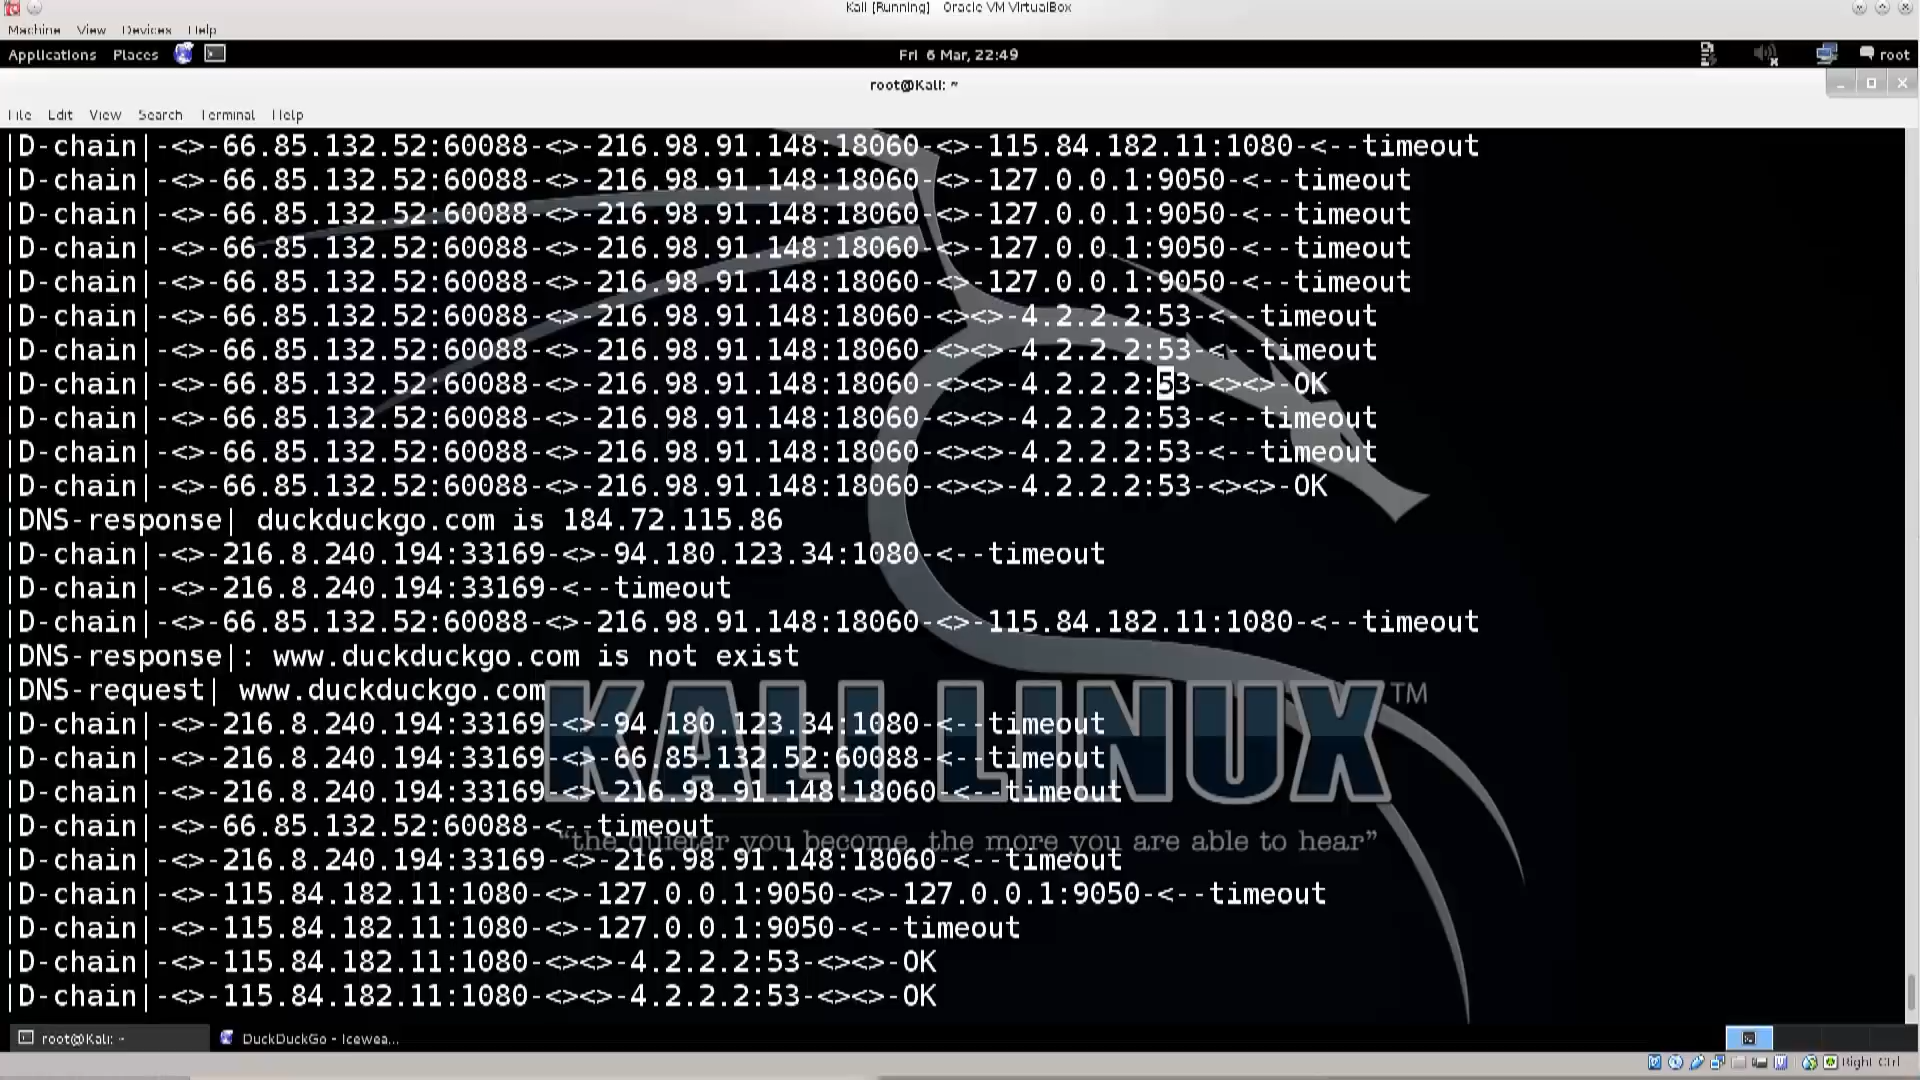 Kali [Running] - Oracle VM VirtualBox
Machine View Devices Help
Applications Places Fri 6 Mar, 22:49 root
root@Kali: ~
File Edit View Search Terminal Help
|D-chain|-<>-66.85.132.52:60088-<>-216.98.91.148:18060-<>-115.84.182.11:1080-<--timeout
|D-chain|-<>-66.85.132.52:60088-<>-216.98.91.148:18060-<>-127.0.0.1:9050-<--timeout
|D-chain|-<>-66.85.132.52:60088-<>-216.98.91.148:18060-<>-127.0.0.1:9050-<--timeout
|D-chain|-<>-66.85.132.52:60088-<>-216.98.91.148:18060-<>-127.0.0.1:9050-<--timeout
|D-chain|-<>-66.85.132.52:60088-<>-216.98.91.148:18060-<>-127.0.0.1:9050-<--timeout
|D-chain|-<>-66.85.132.52:60088-<>-216.98.91.148:18060-<><>-4.2.2.2:53-<--timeout
|D-chain|-<>-66.85.132.52:60088-<>-216.98.91.148:18060-<><>-4.2.2.2:53-<--timeout
|D-chain|-<>-66.85.132.52:60088-<>-216.98.91.148:18060-<><>-4.2.2.2:53-<><>-OK
|D-chain|-<>-66.85.132.52:60088-<>-216.98.91.148:18060-<><>-4.2.2.2:53-<--timeout
|D-chain|-<>-66.85.132.52:60088-<>-216.98.91.148:18060-<><>-4.2.2.2:53-<--timeout
|D-chain|-<>-66.85.132.52:60088-<>-216.98.91.148:18060-<><>-4.2.2.2:53-<><>-OK
|DNS-response| duckduckgo.com is 184.72.115.86
|D-chain|-<>-216.8.240.194:33169-<>-94.180.123.34:1080-<--timeout
|D-chain|-<>-216.8.240.194:33169-<--timeout
|D-chain|-<>-66.85.132.52:60088-<>-216.98.91.148:18060-<>-115.84.182.11:1080-<--timeout
|DNS-response|: www.duckduckgo.com is not exist
|DNS-request| www.duckduckgo.com
|D-chain|-<>-216.8.240.194:33169-<>-94.180.123.34:1080-<--timeout
|D-chain|-<>-216.8.240.194:33169-<>-66.85.132.52:60088-<--timeout
|D-chain|-<>-216.8.240.194:33169-<>-216.98.91.148:18060-<--timeout
|D-chain|-<>-66.85.132.52:60088-<--timeout
|D-chain|-<>-216.8.240.194:33169-<>-216.98.91.148:18060-<--timeout
|D-chain|-<>-115.84.182.11:1080-<>-127.0.0.1:9050-<>-127.0.0.1:9050-<--timeout
|D-chain|-<>-115.84.182.11:1080-<>-127.0.0.1:9050-<--timeout
|D-chain|-<>-115.84.182.11:1080-<><>-4.2.2.2:53-<><>-OK
|D-chain|-<>-115.84.182.11:1080-<><>-4.2.2.2:53-<><>-OK
KALI LINUX TM
"the quieter you become, the more you are able to hear"
root@Kali: ~ DuckDuckGo - Icewea...
Right Ctrl